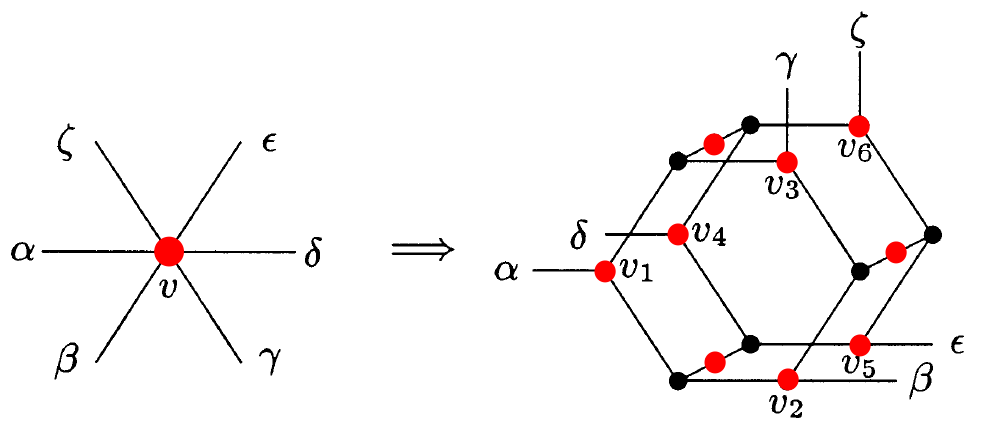 ζ ϵ
α δ
v
β γ
⟹
ζ
γ
v₆
v₃
δ v₄
α v₁
ϵ
v₅
β
v₂